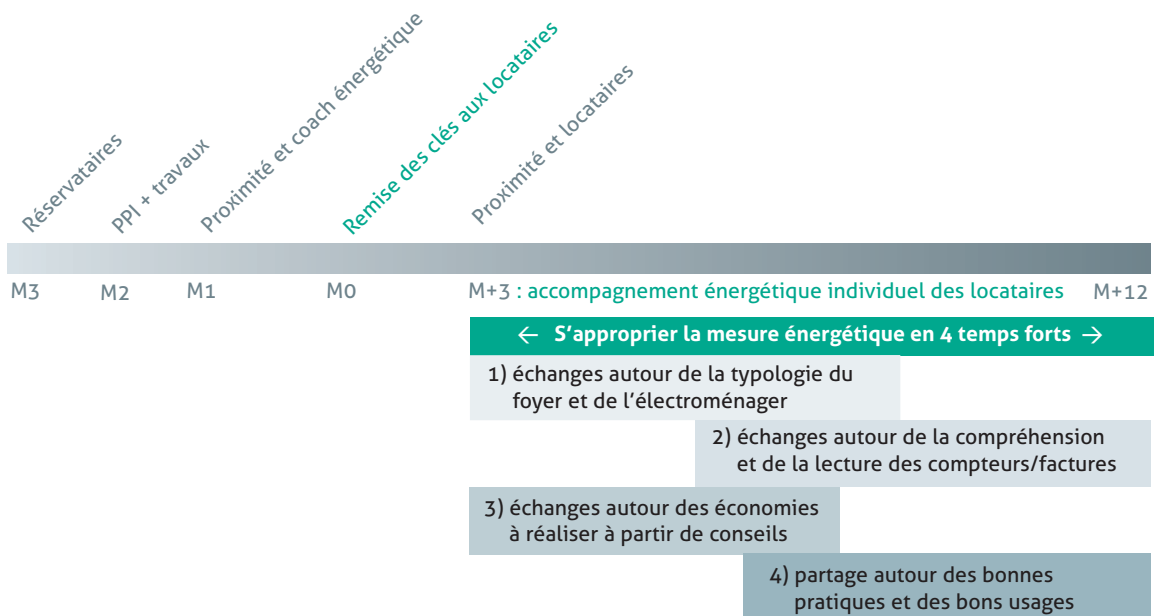 Réservataires
PPI + travaux
Proximité et coach énergétique
Remise des clés aux locataires
Proximité et locataires
M3
M2
M1
M0
M+3 : accompagnement énergétique individuel des locataires
M+12
← S’approprier la mesure énergétique en 4 temps forts →
1) échanges autour de la typologie du
foyer et de l’électroménager
2) échanges autour de la compréhension
et de la lecture des compteurs/factures
3) échanges autour des économies
à réaliser à partir de conseils
4) partage autour des bonnes
pratiques et des bons usages